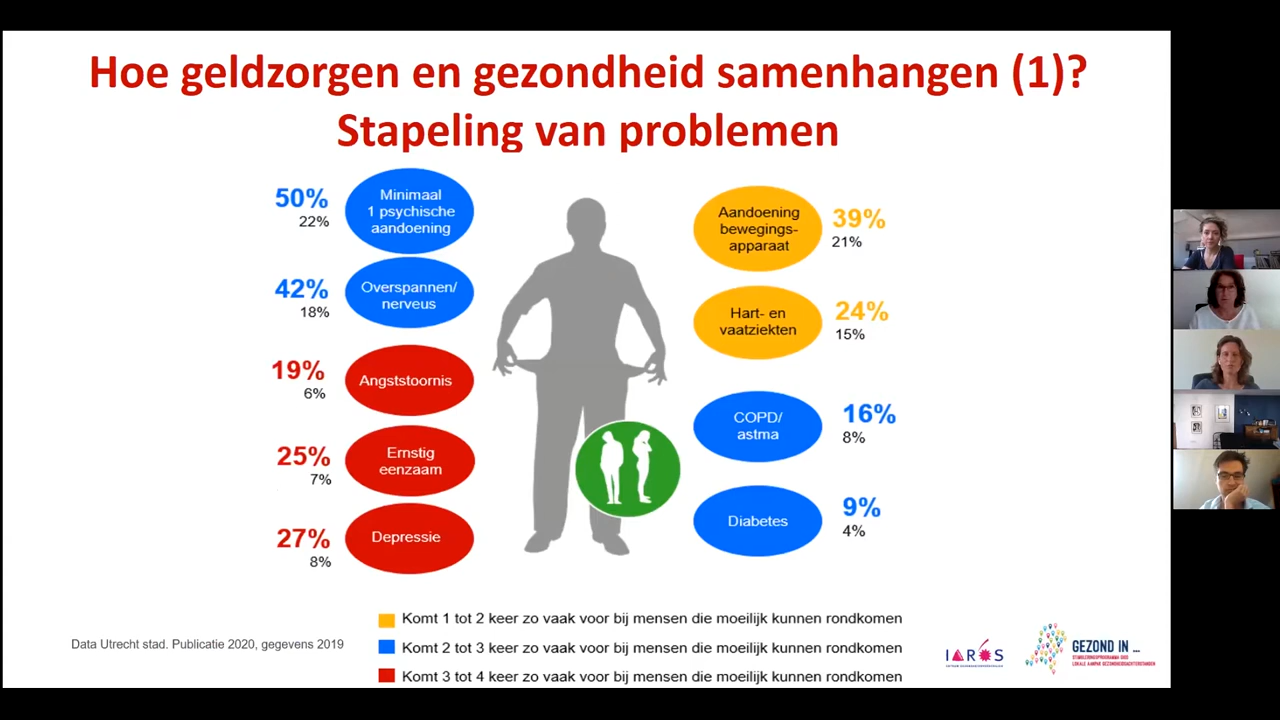 Hoe geldzorgen en gezondheid samenhangen (1)?
Stapeling van problemen
50%
22%
Minimaal
1 psychische
aandoening
42%
18%
Overspannen/
nerveus
19%
6%
Angststoornis
25%
7%
Ernstig
eenzaam
27%
8%
Depressie
Aandoening
bewegings-
apparaat
39%
21%
Hart- en
vaatziekten
24%
15%
COPD/
astma
16%
8%
Diabetes
9%
4%
Komt 1 tot 2 keer zo vaak voor bij mensen die moeilijk kunnen rondkomen
Komt 2 tot 3 keer zo vaak voor bij mensen die moeilijk kunnen rondkomen
Komt 3 tot 4 keer zo vaak voor bij mensen die moeilijk kunnen rondkomen
Data Utrecht stad. Publicatie 2020, gegevens 2019
GEZOND IN ...